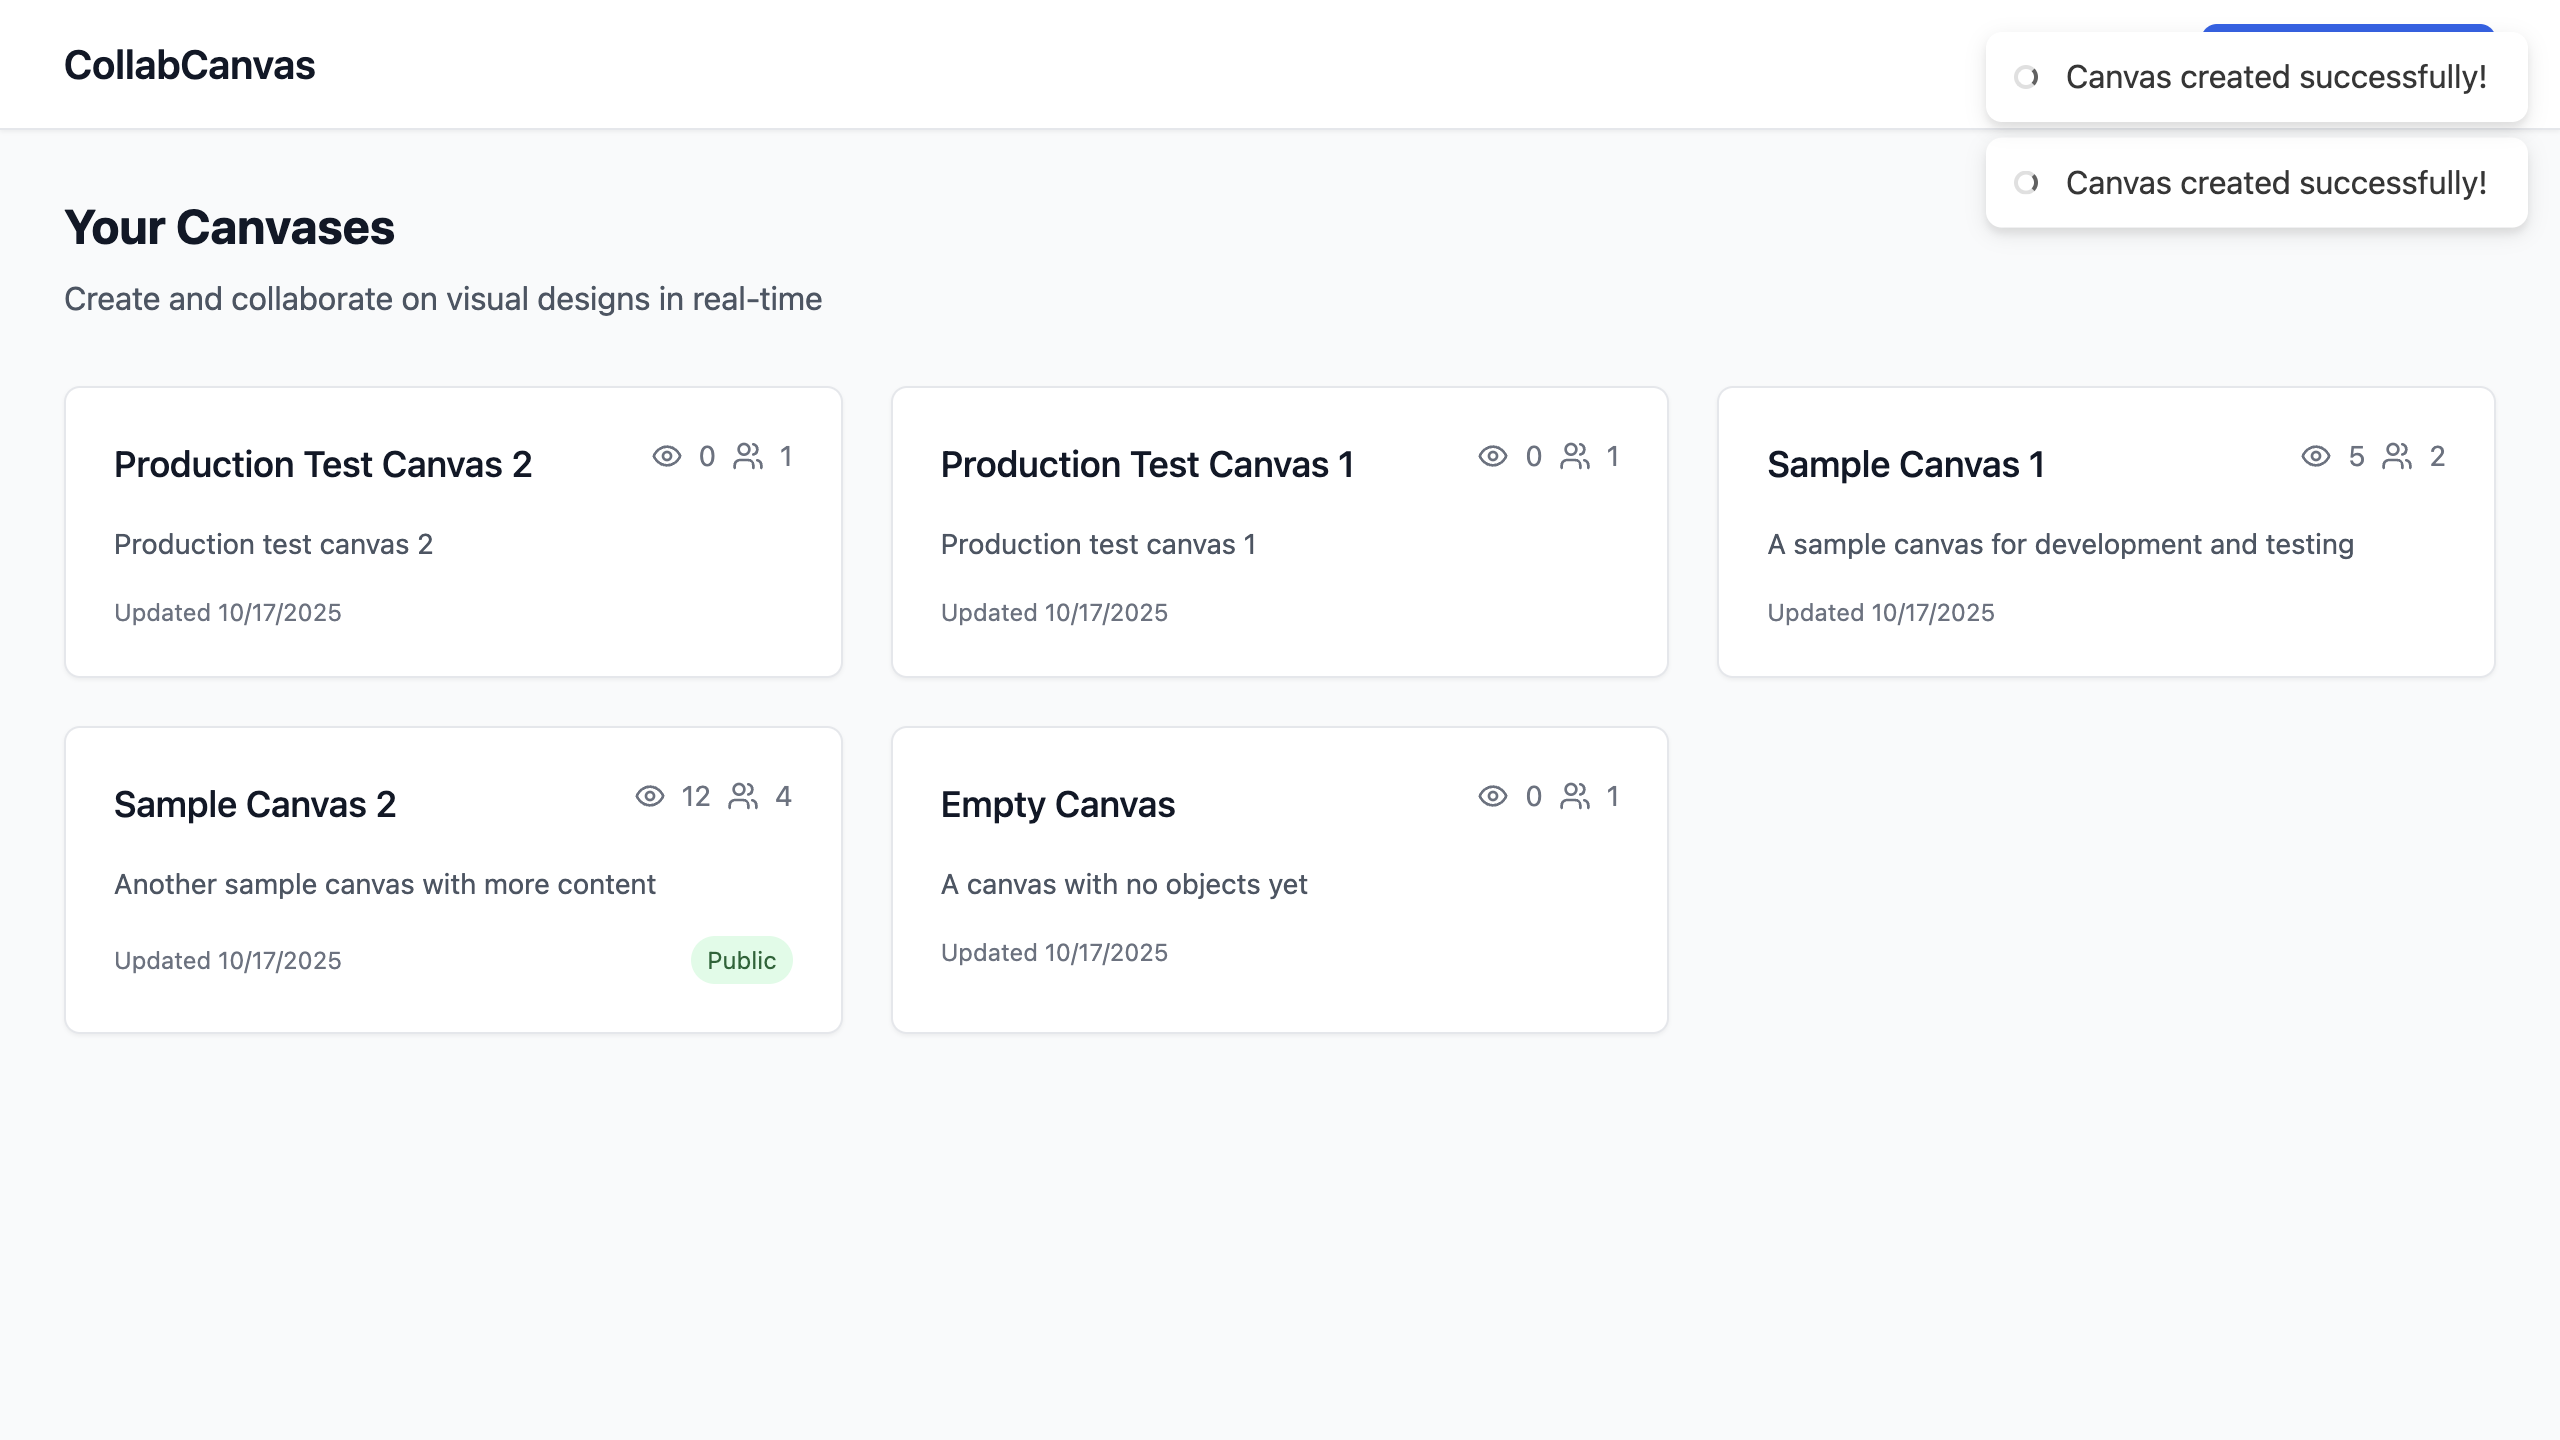 CollabCanvas
Canvas created successfully!
Canvas created successfully!
Your Canvases
Create and collaborate on visual designs in real-time
Production Test Canvas 2
0 1
Production test canvas 2
Updated 10/17/2025
Production Test Canvas 1
0 1
Production test canvas 1
Updated 10/17/2025
Sample Canvas 1
5 2
A sample canvas for development and testing
Updated 10/17/2025
Sample Canvas 2
12 4
Another sample canvas with more content
Updated 10/17/2025
Public
Empty Canvas
0 1
A canvas with no objects yet
Updated 10/17/2025